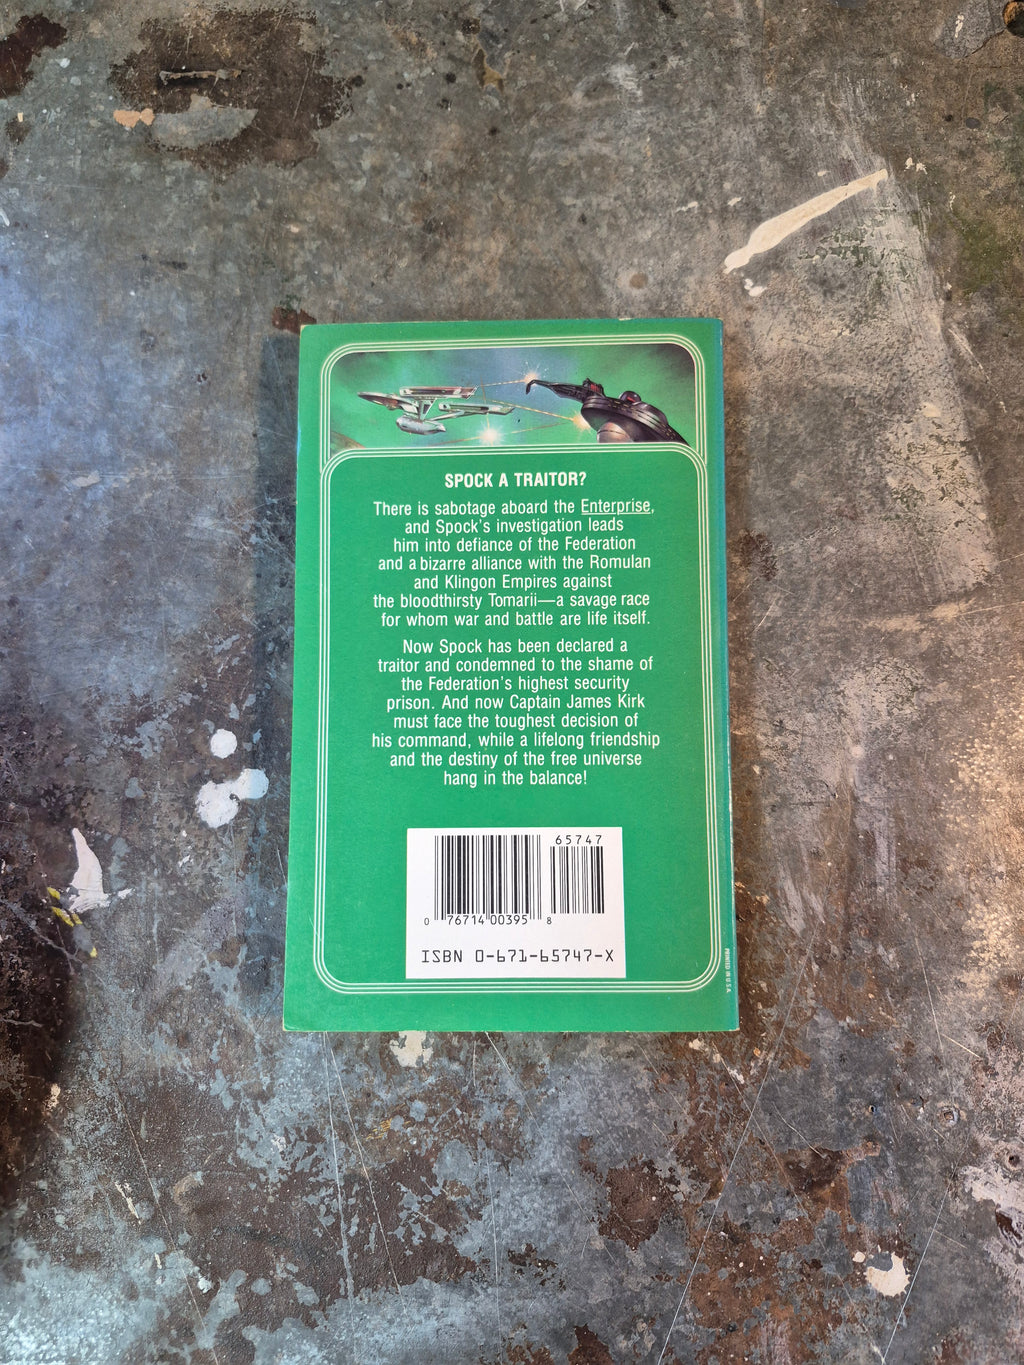 SPOCK A TRAITOR?
There is sabotage aboard the Enterprise,
and Spock's investigation leads
him into defiance of the Federation
and a bizarre alliance with the Romulan
and Klingon Empires against
the bloodthirsty Tomarii—a savage race
for whom war and battle are life itself.
Now Spock has been declared a
traitor and condemned to the shame of
the Federation's highest security
prison. And now Captain James Kirk
must face the toughest decision of
his command, while a lifelong friendship
and the destiny of the free universe
hang in the balance!
65747
0 76714 00395 8
ISBN 0-671-65747-X
PRINTED IN U.S.A.